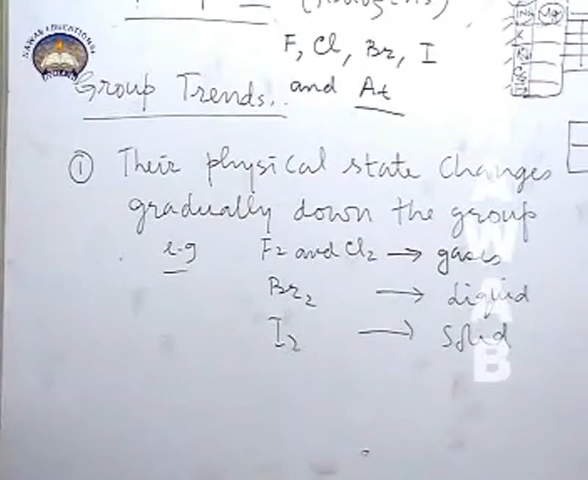 (Halogens)
F, Cl, Br, I
Group Trends. and At
① Their physical state changes
gradually down the group
e.g F2 and Cl2 → gases
Br2 → Liquid
I2 → Solid
A
W
A
B